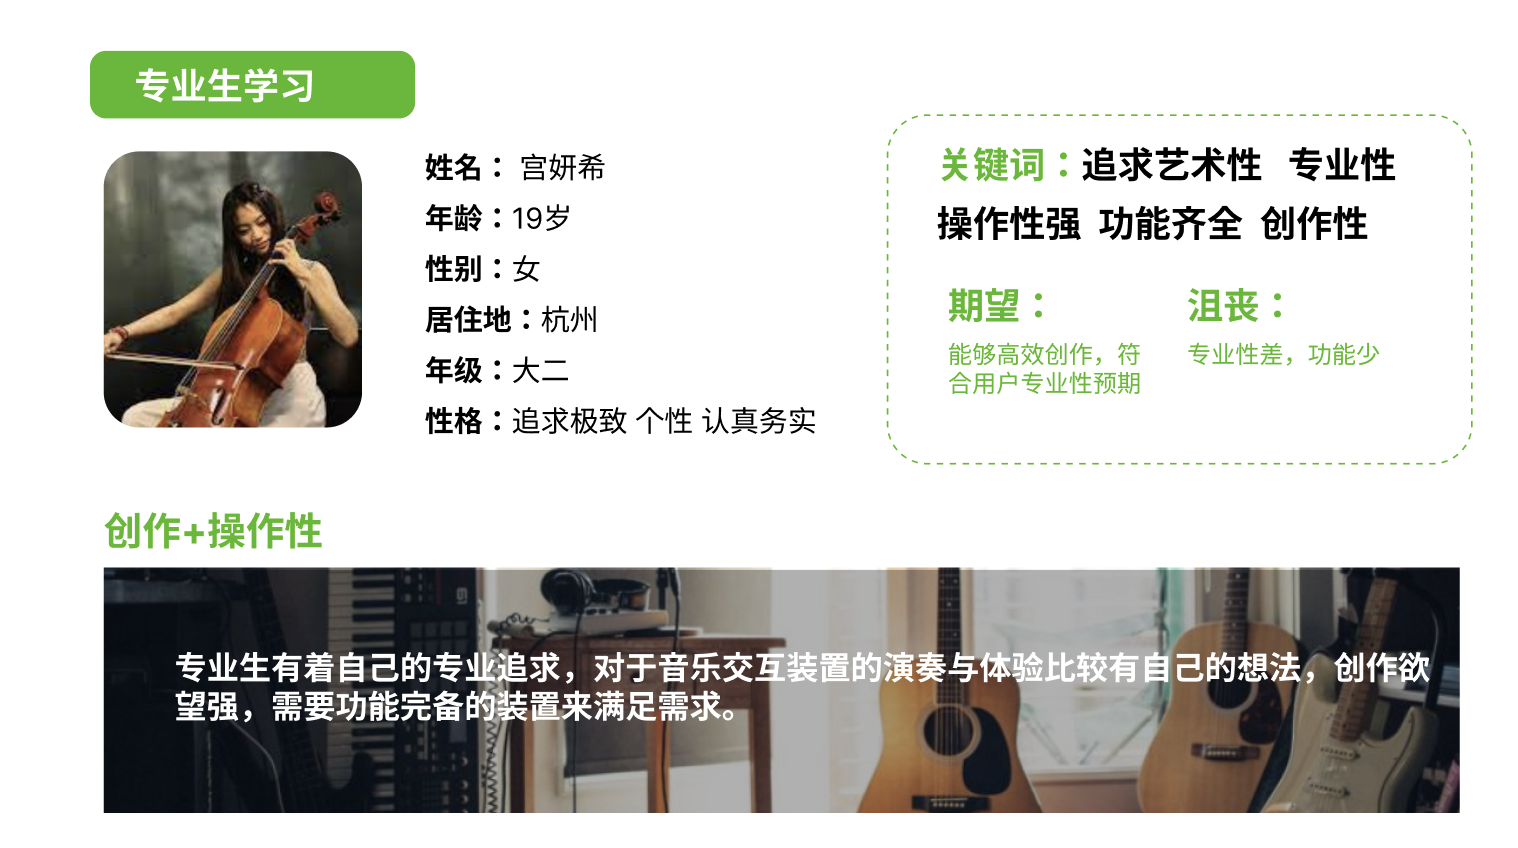 专业生学习
姓名： 宫妍希
年龄：19岁
性别：女
居住地：杭州
年级：大二
性格：追求极致 个性 认真务实
关键词：追求艺术性 专业性
操作性强 功能齐全 创作性
期望：
能够高效创作，符
合用户专业性预期
沮丧：
专业性差，功能少
创作+操作性
专业生有着自己的专业追求，对于音乐交互装置的演奏与体验比较有自己的想法，创作欲
望强，需要功能完备的装置来满足需求。